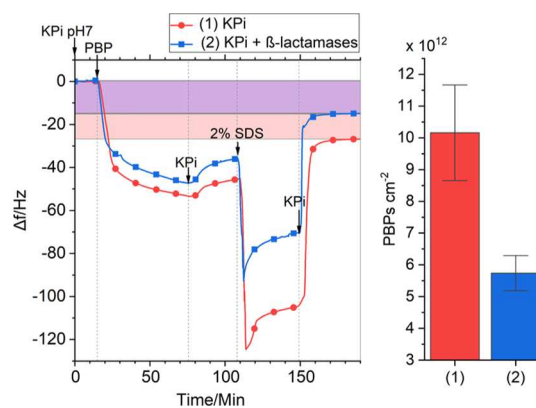 KPi pH7
PBP
(1) KPi
(2) KPi + ß-lactamases
KPi
2% SDS
KPi
Δf/Hz
0
-20
-40
-60
-80
-100
-120
0
50
100
150
Time/Min
x 10¹²
PBPs cm⁻²
12
11
10
9
8
7
6
5
4
3
(1)
(2)